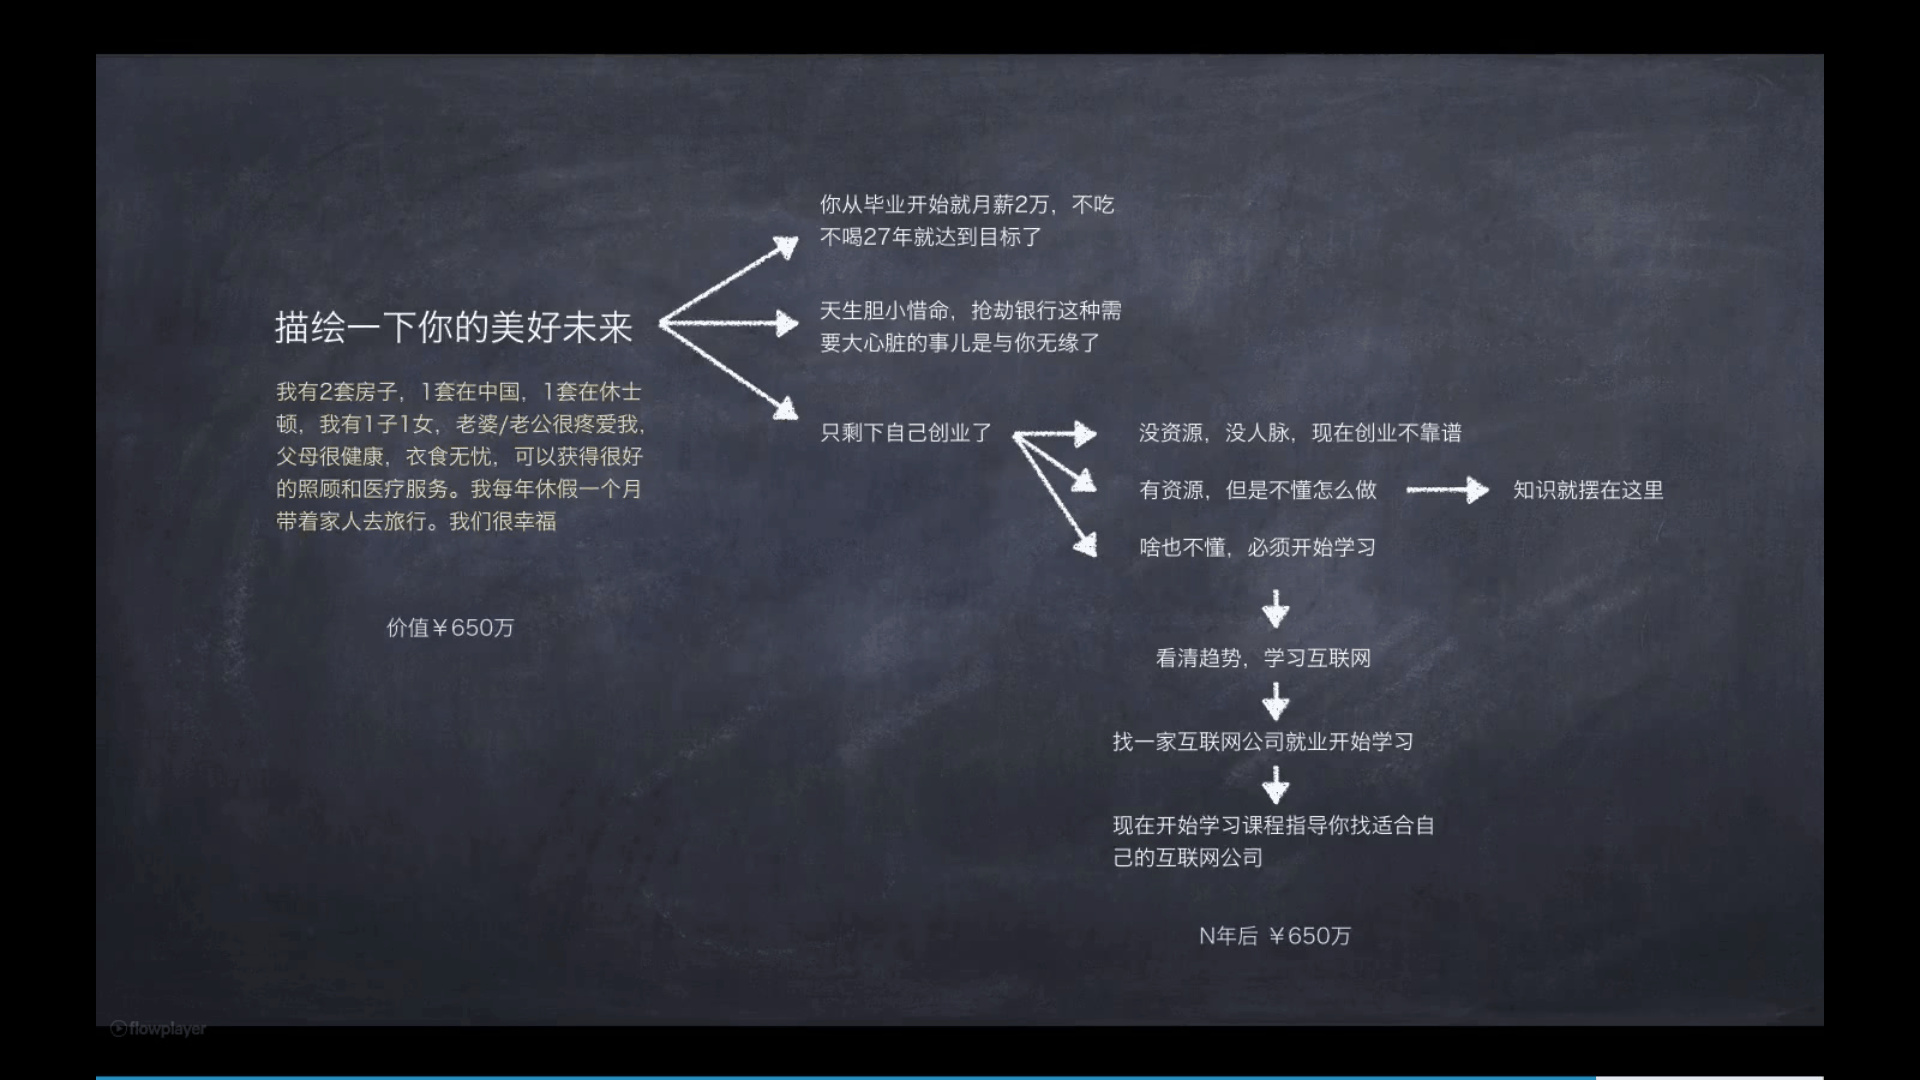 描绘一下你的美好未来
我有2套房子，1套在中国，1套在休士
顿，我有1子1女，老婆/老公很疼爱我，
父母很健康，衣食无忧，可以获得很好
的照顾和医疗服务。我每年休假一个月
带着家人去旅行。我们很幸福
价值￥650万
你从毕业开始就月薪2万，不吃
不喝27年就达到目标了
天生胆小惜命，抢劫银行这种需
要大心脏的事儿是与你无缘了
只剩下自己创业了
没资源，没人脉，现在创业不靠谱
有资源，但是不懂怎么做
知识就摆在这里
啥也不懂，必须开始学习
看清趋势，学习互联网
找一家互联网公司就业开始学习
现在开始学习课程指导你找适合自
己的互联网公司
N年后 ￥650万
flowplayer